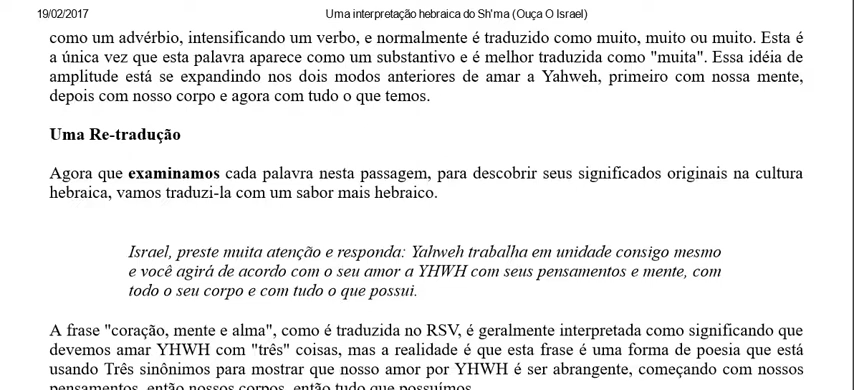 19/02/2017
Uma interpretação hebraica do Sh'ma (Ouça O Israel)
como um advérbio, intensificando um verbo, e normalmente é traduzido como muito, muito ou muito. Esta é
a única vez que esta palavra aparece como um substantivo e é melhor traduzida como "muita". Essa idéia de
amplitude está se expandindo nos dois modos anteriores de amar a Yahweh, primeiro com nossa mente,
depois com nosso corpo e agora com tudo o que temos.
Uma Re-tradução
Agora que examinamos cada palavra nesta passagem, para descobrir seus significados originais na cultura
hebraica, vamos traduzi-la com um sabor mais hebraico.
Israel, preste muita atenção e responda: Yahweh trabalha em unidade consigo mesmo
e você agirá de acordo com o seu amor a YHWH com seus pensamentos e mente, com
todo o seu corpo e com tudo o que possui.
A frase "coração, mente e alma", como é traduzida no RSV, é geralmente interpretada como significando que
devemos amar YHWH com "três" coisas, mas a realidade é que esta frase é uma forma de poesia que está
usando Três sinônimos para mostrar que nosso amor por YHWH é ser abrangente, começando com nossos
pensamentos, então nossos corpos, então tudo que possuímos.